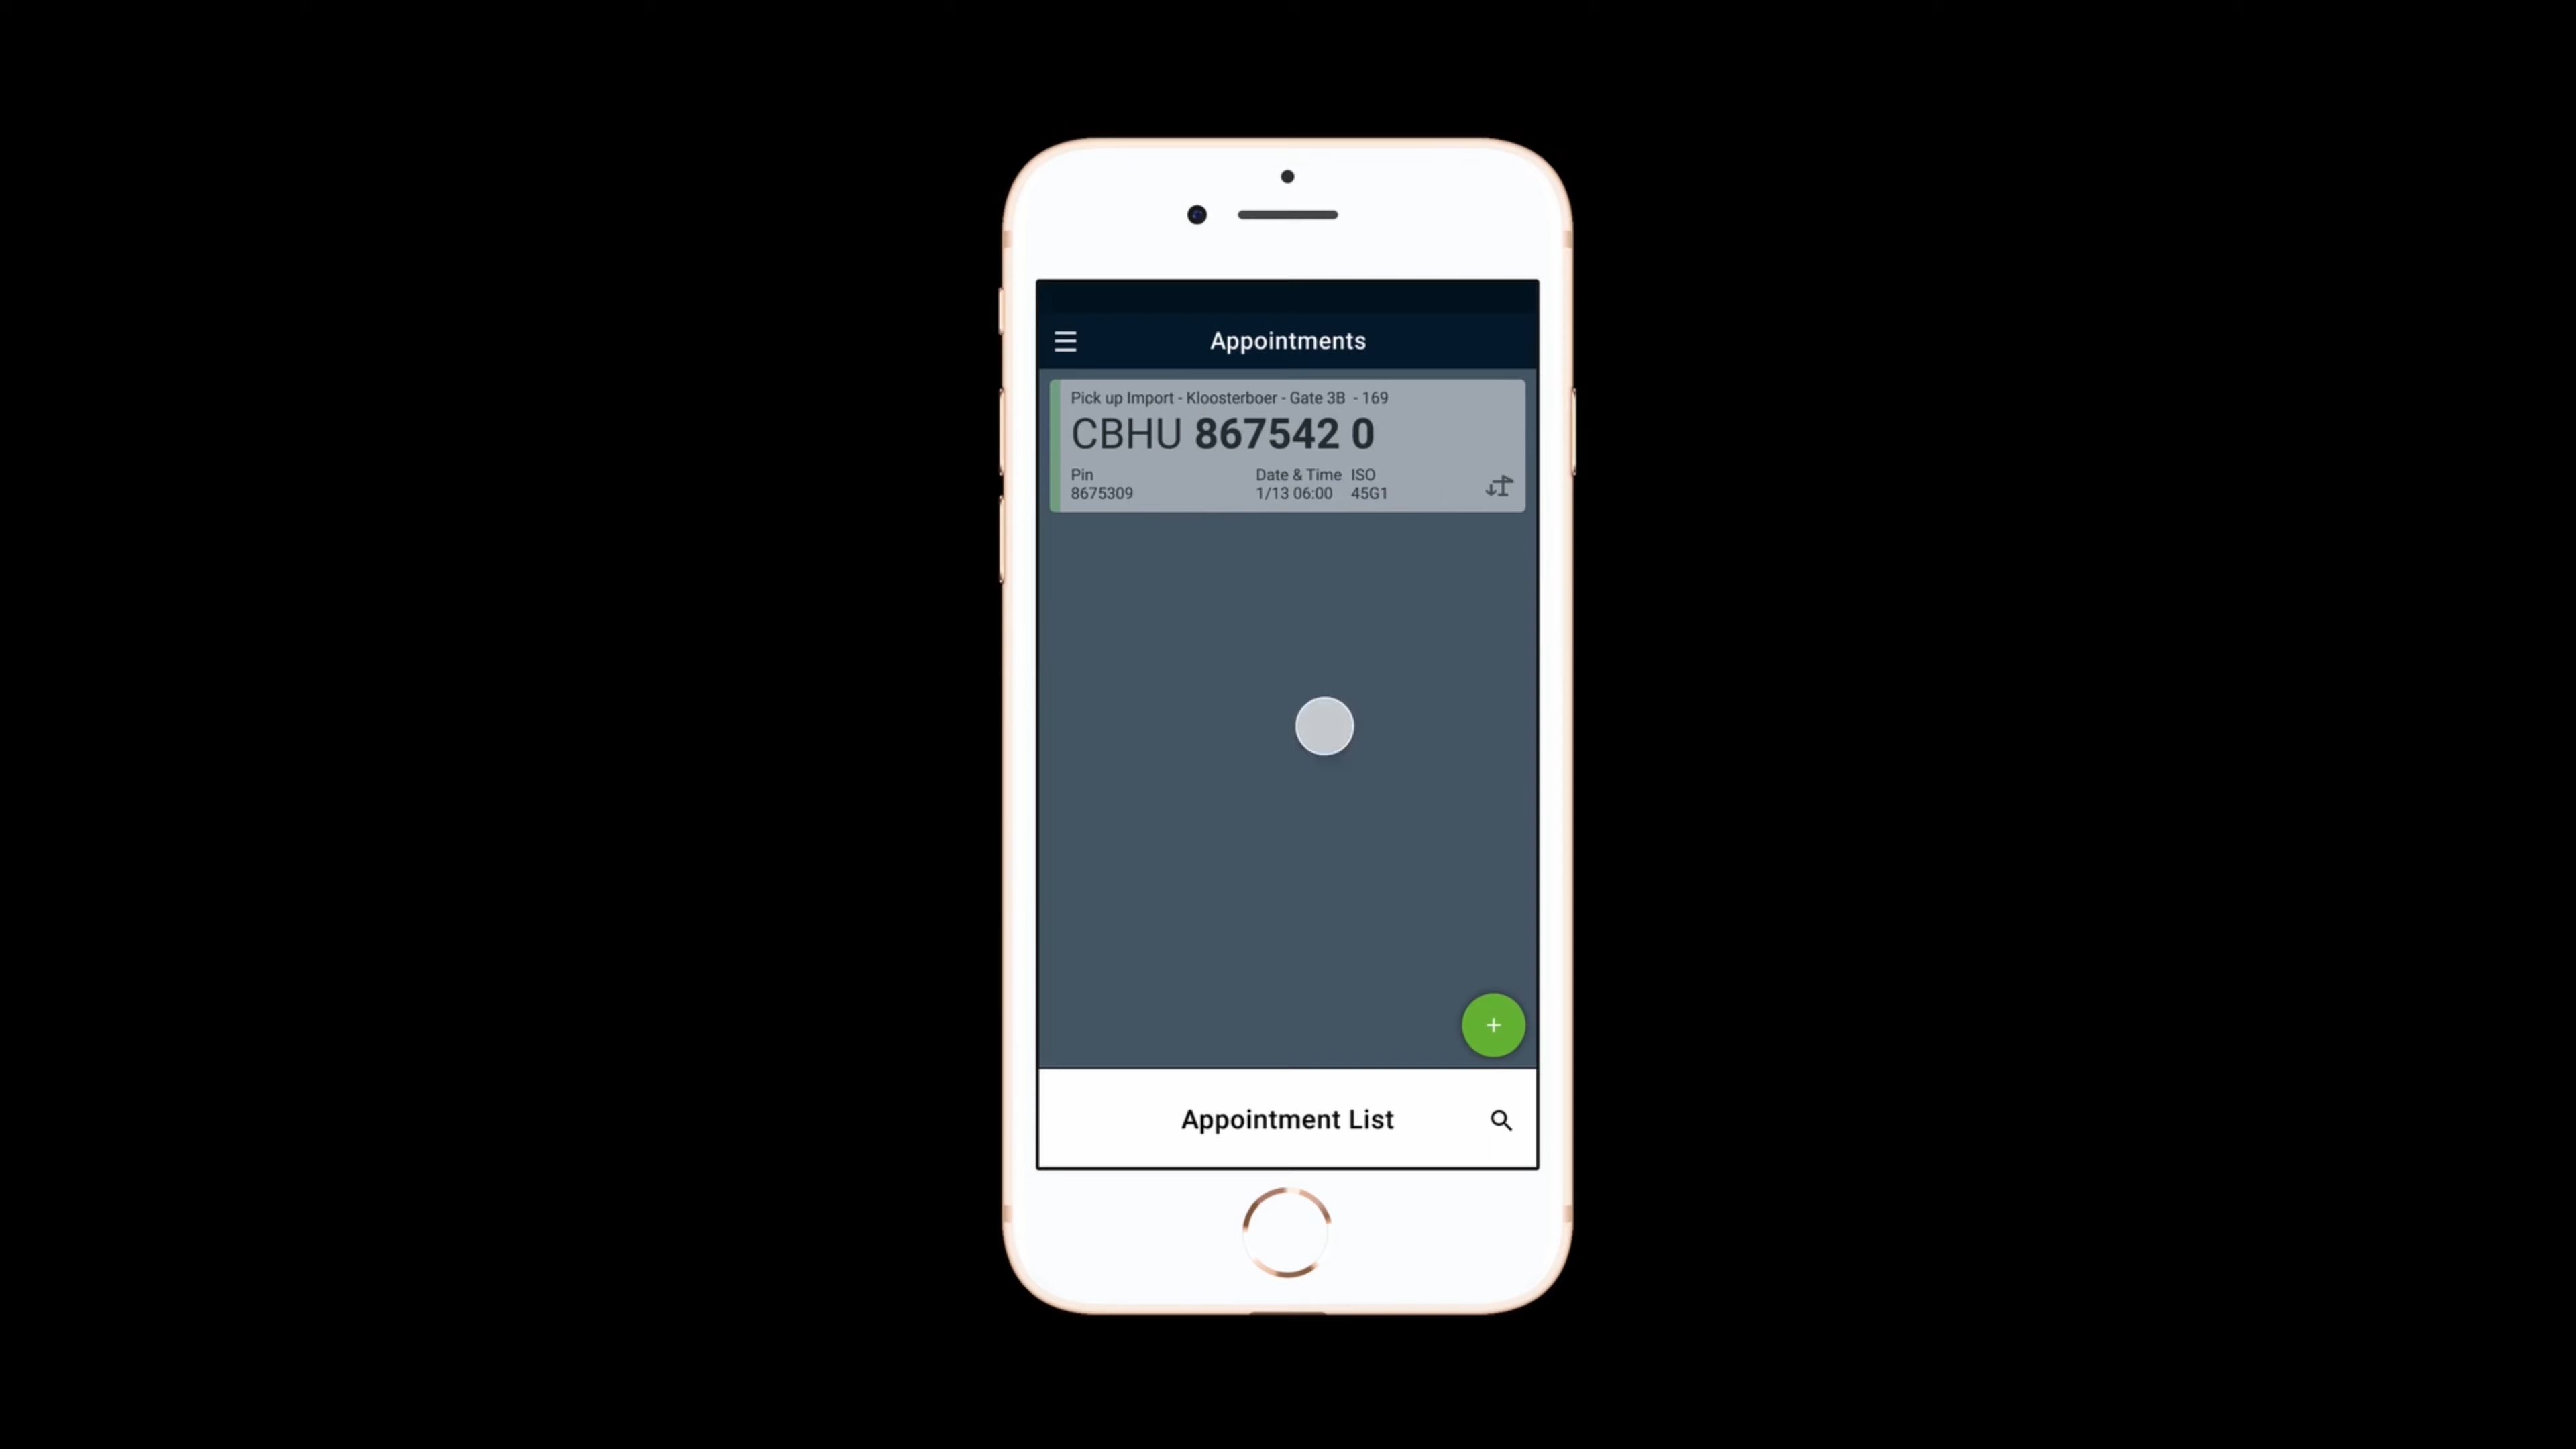 Appointments
Pick up Import - Kloosterboer - Gate 3B - 169
CBHU 867542 0
Pin Date & Time ISO
8675309 1/13 06:00 45G1
+
Appointment List